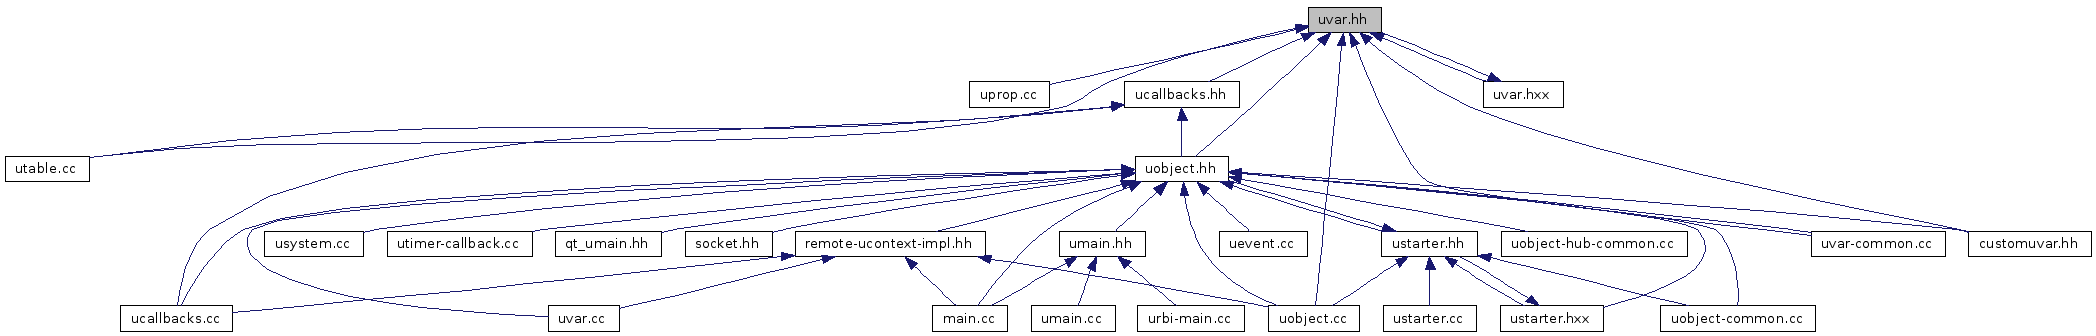 uvar.hh
uprop.cc
ucallbacks.hh
uvar.hxx
utable.cc
uobject.hh
usystem.cc
utimer-callback.cc
qt_umain.hh
socket.hh
remote-ucontext-impl.hh
umain.hh
uevent.cc
ustarter.hh
uobject-hub-common.cc
uvar-common.cc
customuvar.hh
ucallbacks.cc
uvar.cc
main.cc
umain.cc
urbi-main.cc
uobject.cc
ustarter.cc
ustarter.hxx
uobject-common.cc